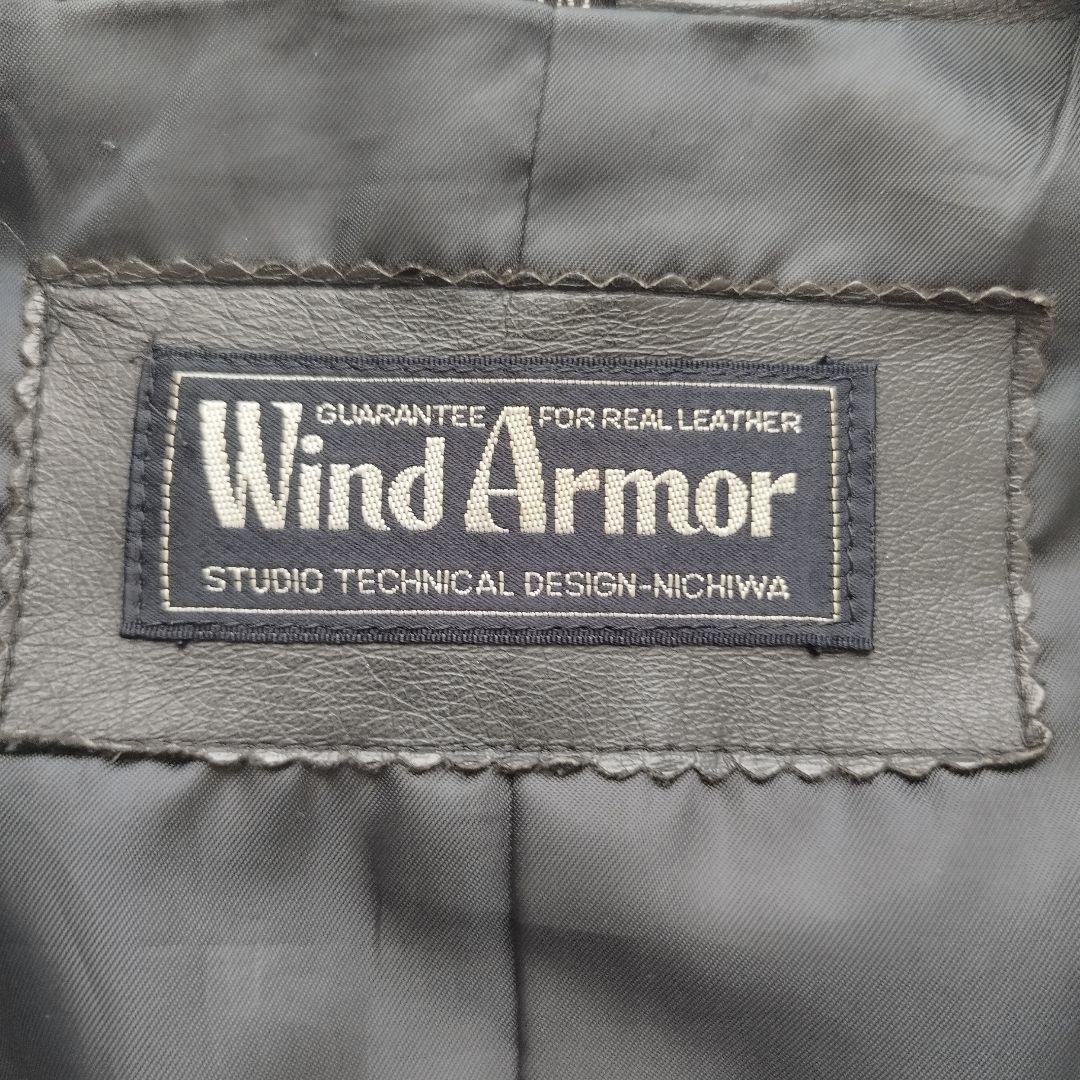 GUARANTEE FOR REAL LEATHER
Wind Armor
STUDIO TECHNICAL DESIGN-NICHIWA